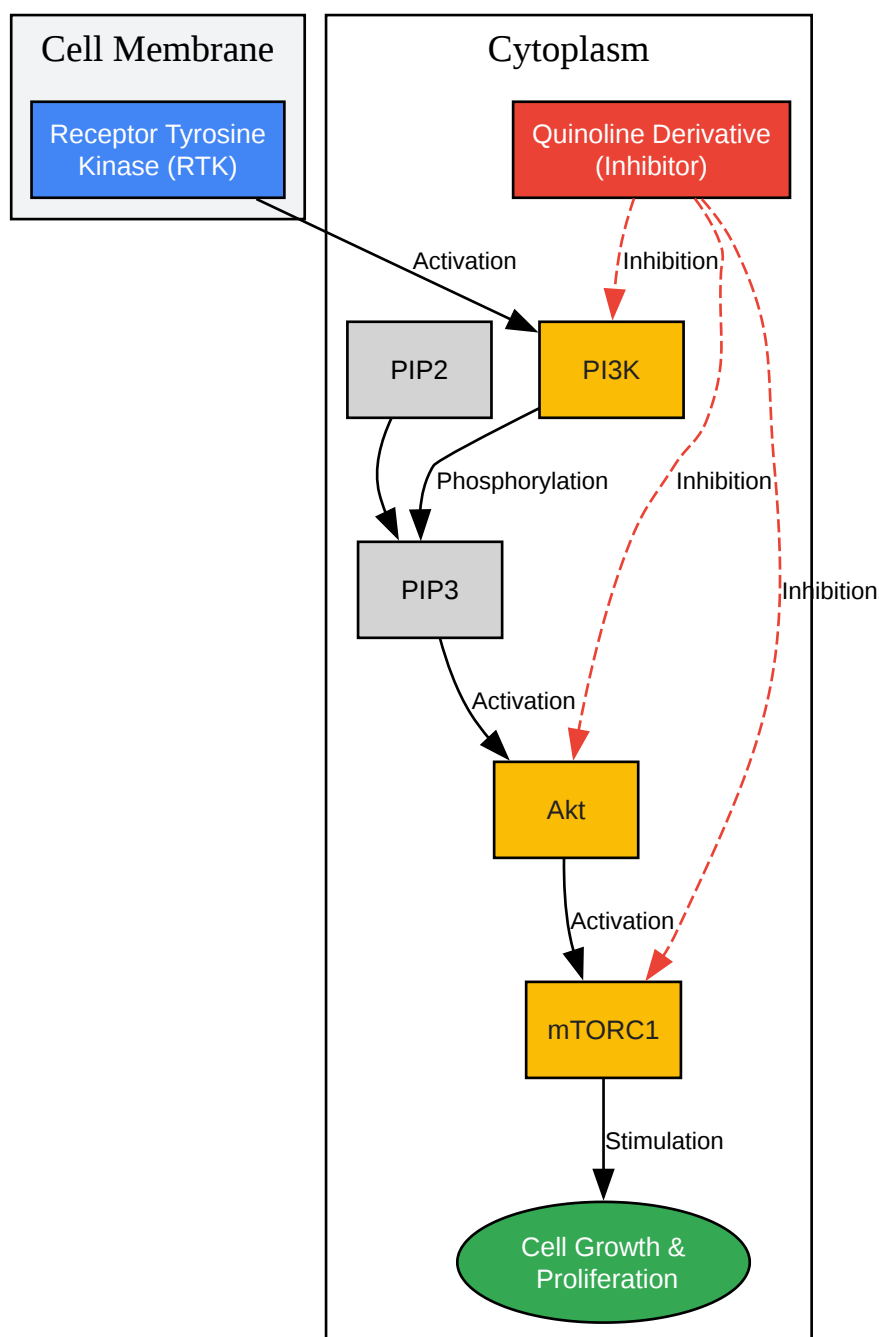 Cell Membrane
Cytoplasm
Receptor Tyrosine
Kinase (RTK)
Quinoline Derivative
(Inhibitor)
Activation
Inhibition
PIP2
PI3K
Phosphorylation
Inhibition
PIP3
Inhibition
Activation
Akt
Activation
mTORC1
Stimulation
Cell Growth &
Proliferation